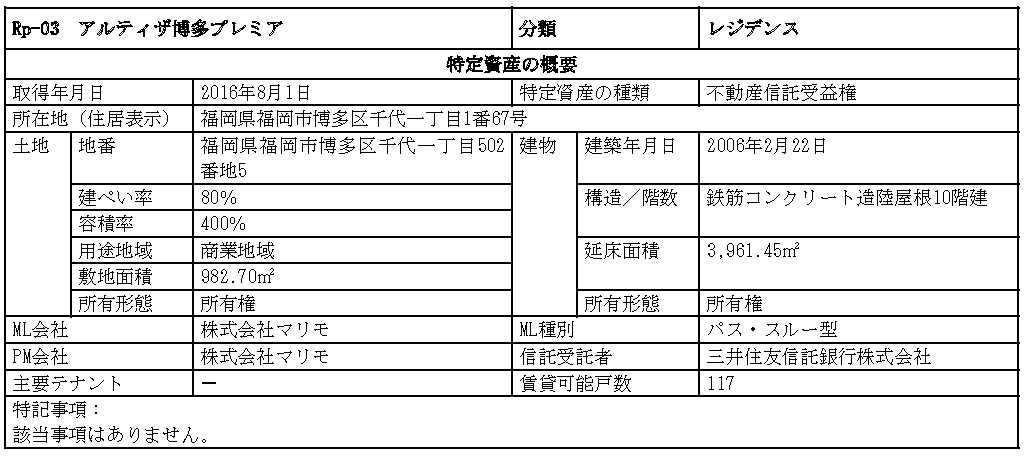 Rp-03　アルティザ博多プレミア　分類　レジデンス
特定資産の概要
取得年月日　2016年8月1日　特定資産の種類　不動産信託受益権
所在地（住居表示）　福岡県福岡市博多区千代一丁目1番67号
土地　地番　福岡県福岡市博多区千代一丁目502番地5　建物　建築年月日　2006年2月22日
建ぺい率　80%　構造／階数　鉄筋コンクリート造陸屋根10階建
容積率　400%
用途地域　商業地域　延床面積　3,961.45㎡
敷地面積　982.70㎡
所有形態　所有権　所有形態　所有権
ML会社　株式会社マリモ　ML種別　パス・スルー型
PM会社　株式会社マリモ　信託受託者　三井住友信託銀行株式会社
主要テナント　－　賃貸可能戸数　117
特記事項：
該当事項はありません。